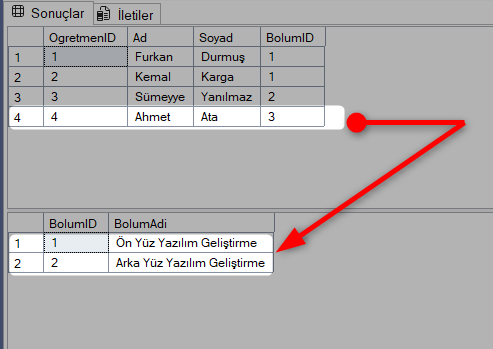 Sonuçlar İletiler
OgretmenID Ad Soyad BolumID
1 1 Furkan Durmuş 1
2 2 Kemal Karga 1
3 3 Sümeyye Yanılmaz 2
4 4 Ahmet Ata 3
BolumID BolumAdi
1 1 Ön Yüz Yazılım Geliştirme
2 2 Arka Yüz Yazılım Geliştirme